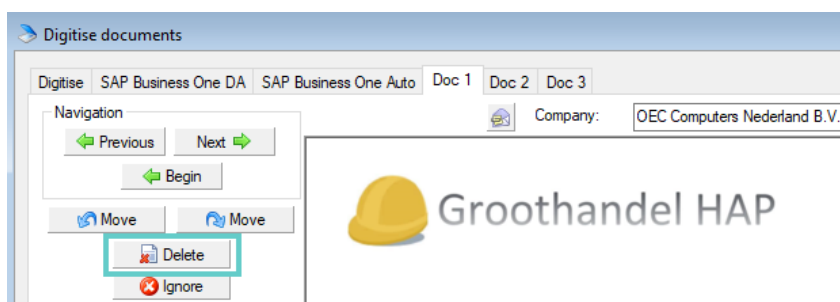 Digitise documents
Digitise SAP Business One DA SAP Business One Auto Doc 1 Doc 2 Doc 3
Navigation
Previous Next
Begin
Move Move
Delete
Ignore
Company: OEC Computers Nederland B.V.
Groothandel HAP